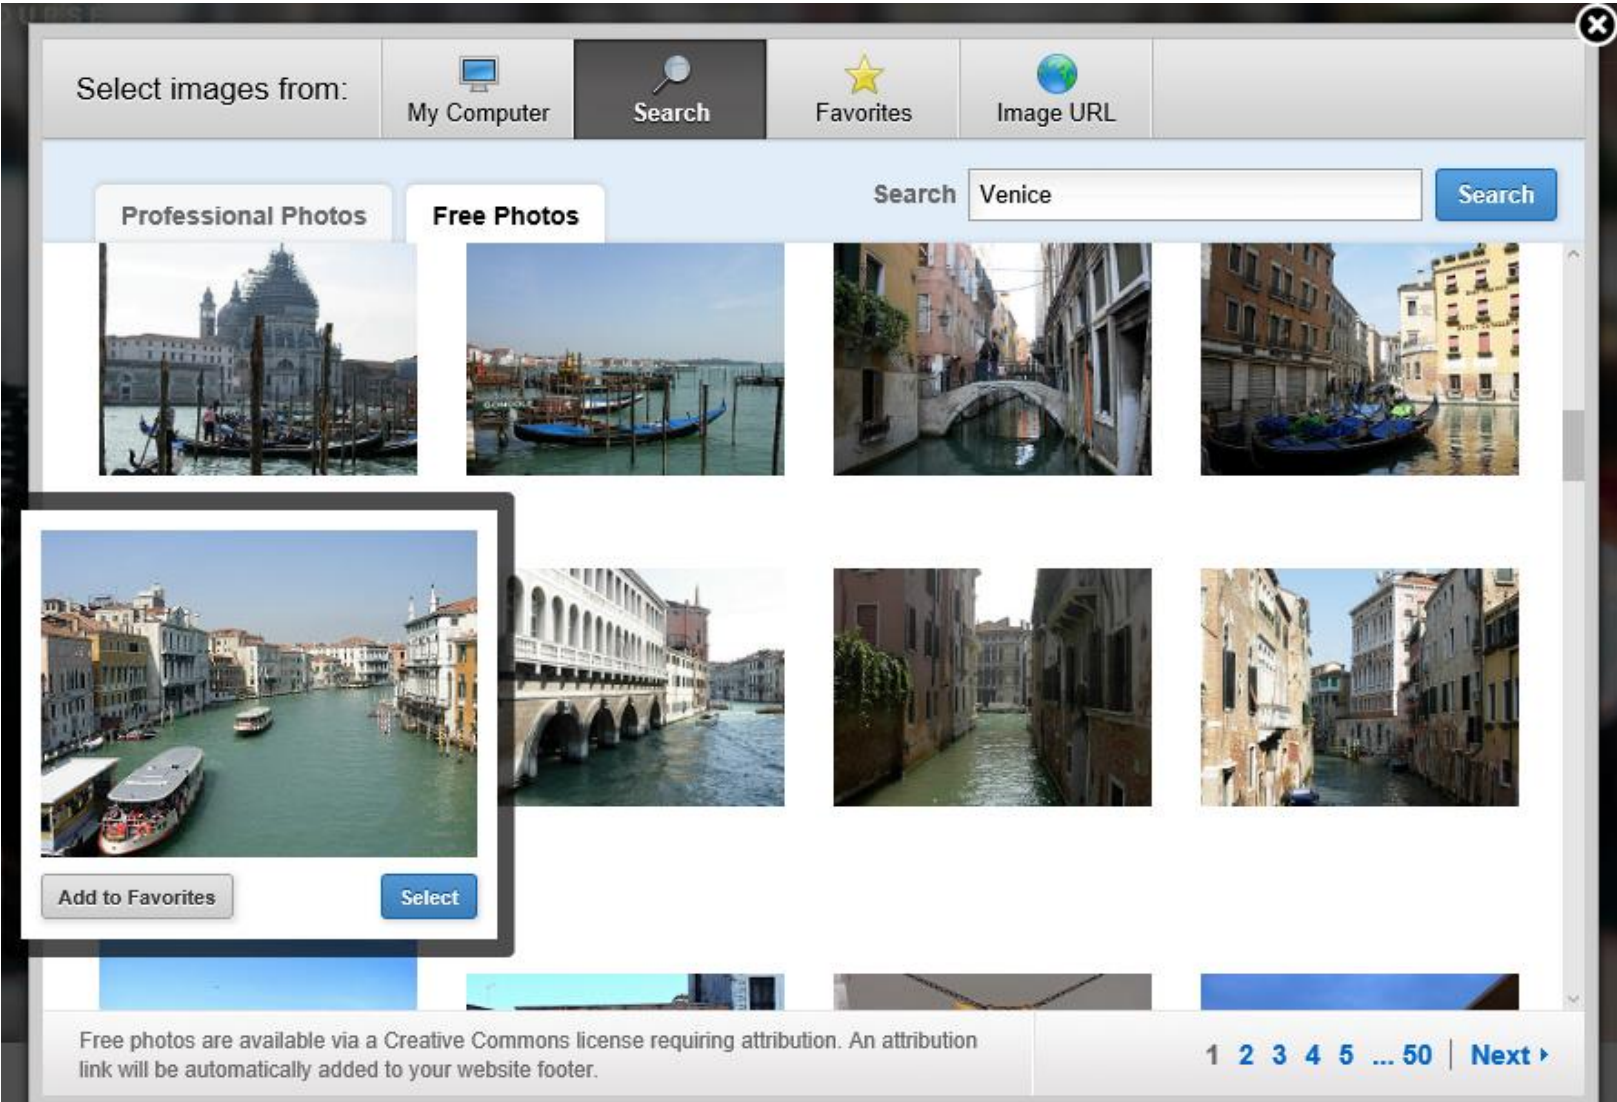 Select images from:
My Computer
Search
Favorites
Image URL
Professional Photos
Free Photos
Search
Venice
Search
GONDOLE
Add to Favorites
Select
Free photos are available via a Creative Commons license requiring attribution. An attribution
link will be automatically added to your website footer.
1 2 3 4 5 ... 50 | Next